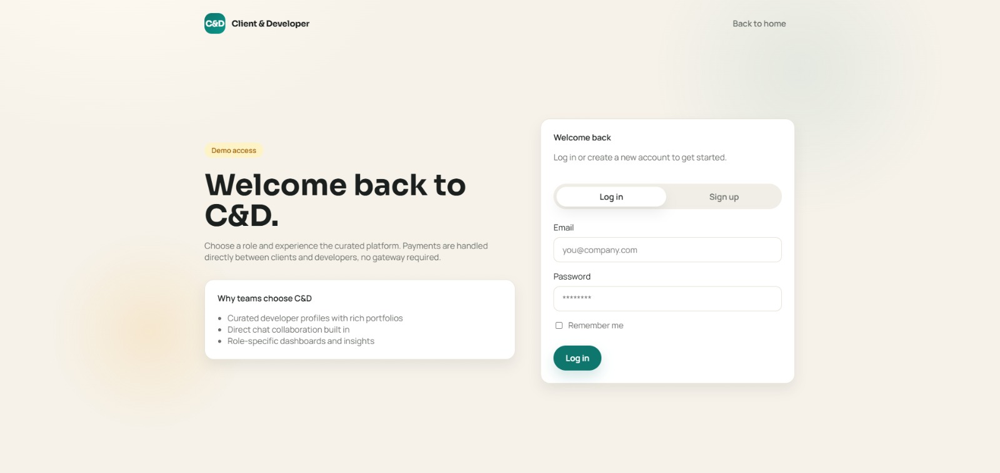 C&D Client & Developer
Back to home
Demo access
Welcome back to
C&D.
Choose a role and experience the curated platform. Payments are handled
directly between clients and developers, no gateway required.
Why teams choose C&D
• Curated developer profiles with rich portfolios
• Direct chat collaboration built in
• Role-specific dashboards and insights
Welcome back
Log in or create a new account to get started.
Log in
Sign up
Email
you@company.com
Password
********
Remember me
Log in